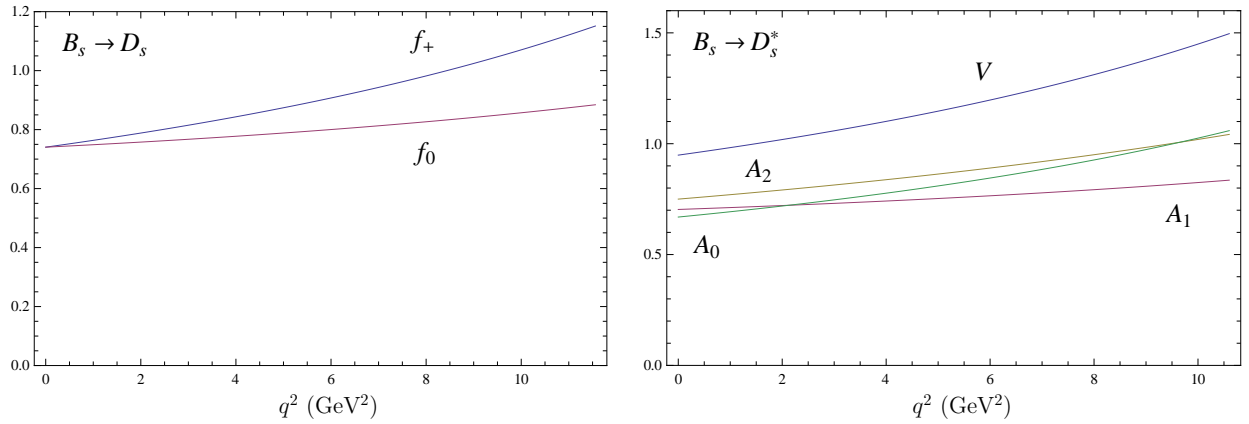 B_s → D_s
f_+
f_0
1.2
1.0
0.8
0.6
0.4
0.2
0.0
0 2 4 6 8 10
q^2 (GeV^2)
B_s → D_s^*
V
A_2
A_0
A_1
1.5
1.0
0.5
0.0
0 2 4 6 8 10
q^2 (GeV^2)